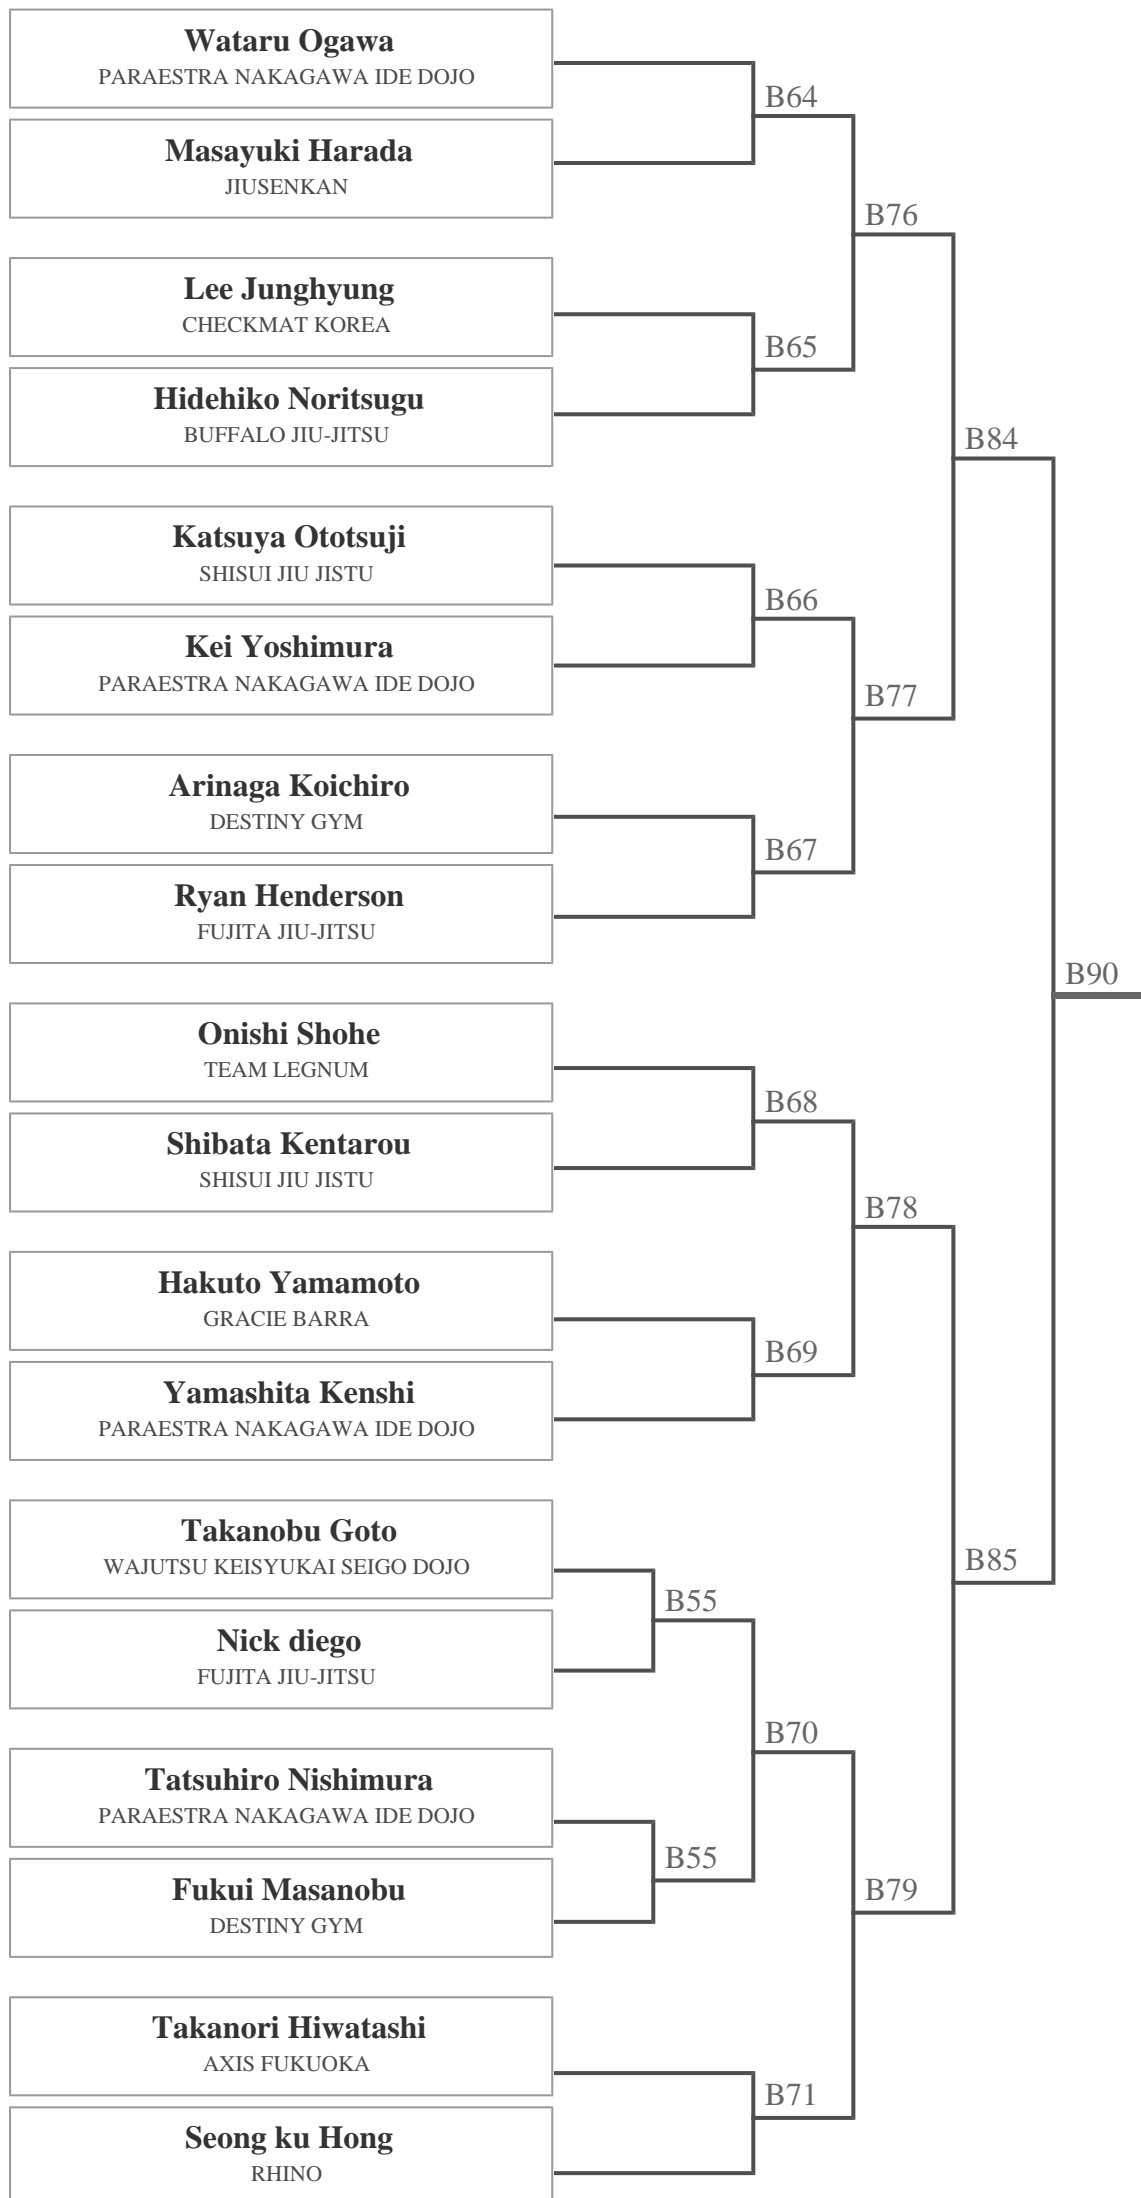 Wataru Ogawa
PARAESTRA NAKAGAWA IDE DOJO
B64
Masayuki Harada
JIUSENKAN
B76
Lee Junghyung
CHECKMAT KOREA
B65
Hidehiko Noritsugu
BUFFALO JIU-JITSU
B84
Katsuya Ototsuji
SHISUI JIU JISTU
B66
Kei Yoshimura
PARAESTRA NAKAGAWA IDE DOJO
B77
Arinaga Koichiro
DESTINY GYM
B67
Ryan Henderson
FUJITA JIU-JITSU
B90
Onishi Shohe
TEAM LEGNUM
B68
Shibata Kentarou
SHISUI JIU JISTU
B78
Hakuto Yamamoto
GRACIE BARRA
B69
Yamashita Kenshi
PARAESTRA NAKAGAWA IDE DOJO
Takanobu Goto
WAJUTSU KEISYUKAI SEIGO DOJO
B85
B55
Nick diego
FUJITA JIU-JITSU
B70
Tatsuhiro Nishimura
PARAESTRA NAKAGAWA IDE DOJO
B55
Fukui Masanobu
DESTINY GYM
B79
Takanori Hiwatashi
AXIS FUKUOKA
B71
Seong ku Hong
RHINO